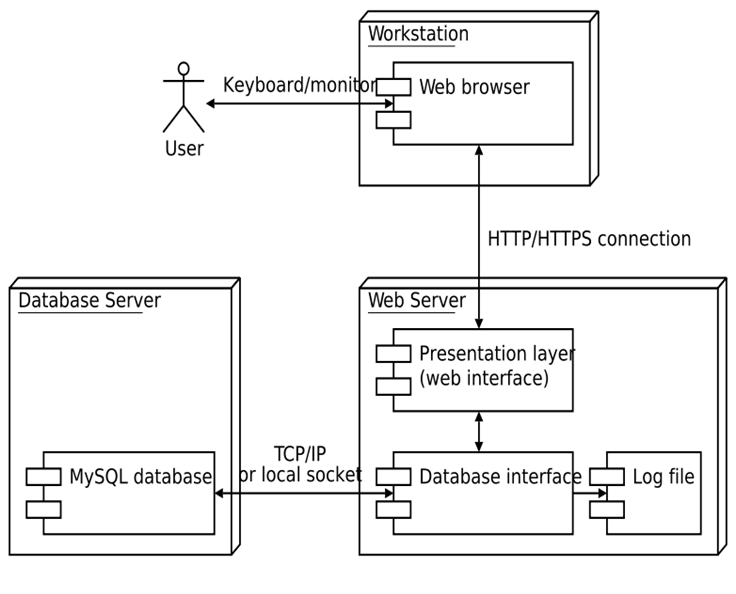 Workstation
Keyboard/monitor
Web browser
User
HTTP/HTTPS connection
Database Server
Web Server
Presentation layer
(web interface)
TCP/IP
or local socket
MySQL database
Database interface
Log file